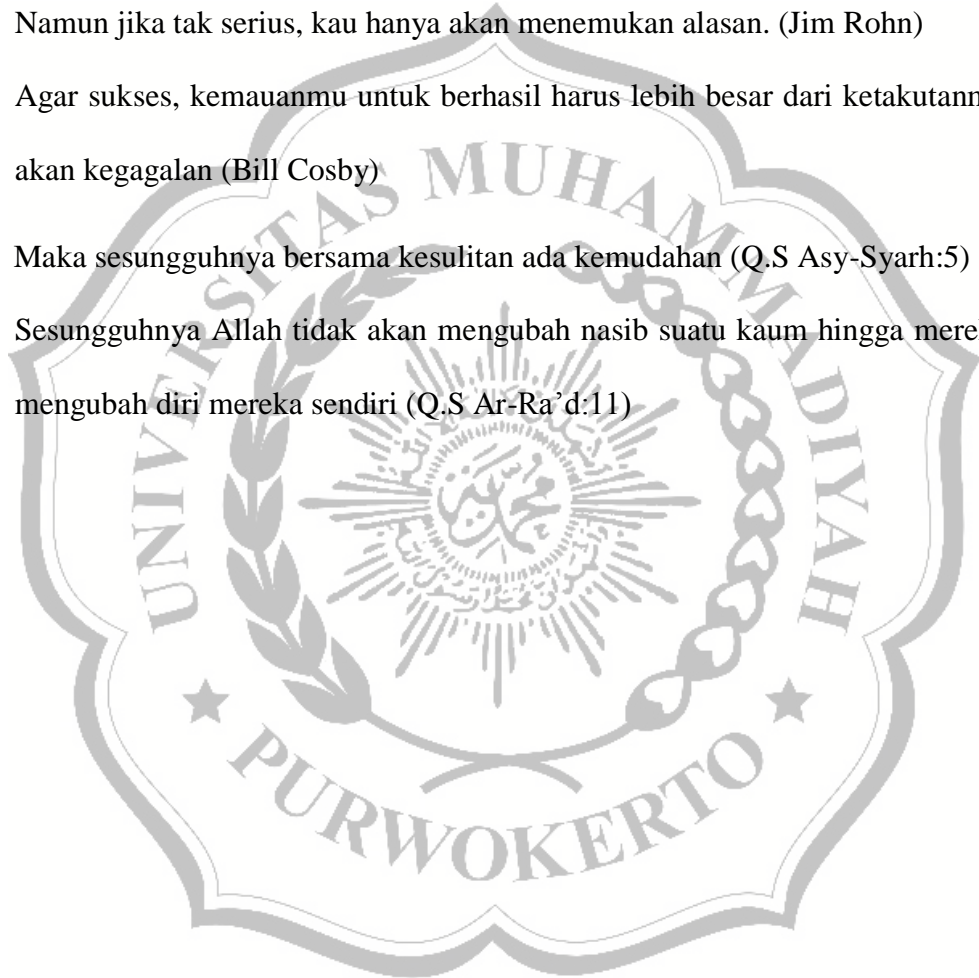 Namun jika tak serius, kau hanya akan menemukan alasan. (Jim Rohn)
Agar sukses, kemauanmu untuk berhasil harus lebih besar dari
akan kegagalan (Bill Cosby)
Maka sesungguhnya bersama kesulitan ada kemudahan (Q.S Asy-Syarh:5)
Sesungguhnya Allah tidak akan mengubah nasib suatu kaum hingga
mengubah diri mereka sendiri (Q.S Ar-Ra’d:11)
UNIVERSITAS MUHAMMADIYAH
PURWOKERTO